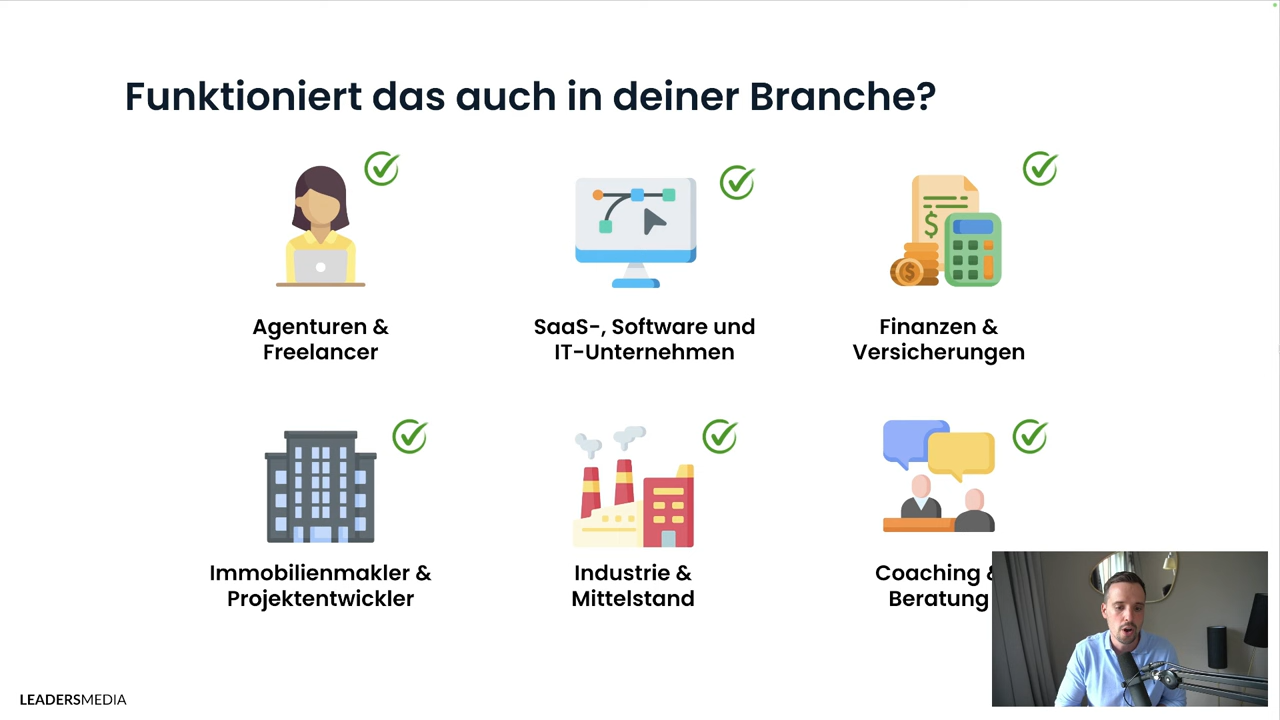 Funktioniert das auch in deiner Branche?
Agenturen &
Freelancer
SaaS-, Software und
IT-Unternehmen
Finanzen &
Versicherungen
Immobilienmakler &
Projektentwickler
Industrie &
Mittelstand
Coaching &
Beratung
LEADERSMEDIA